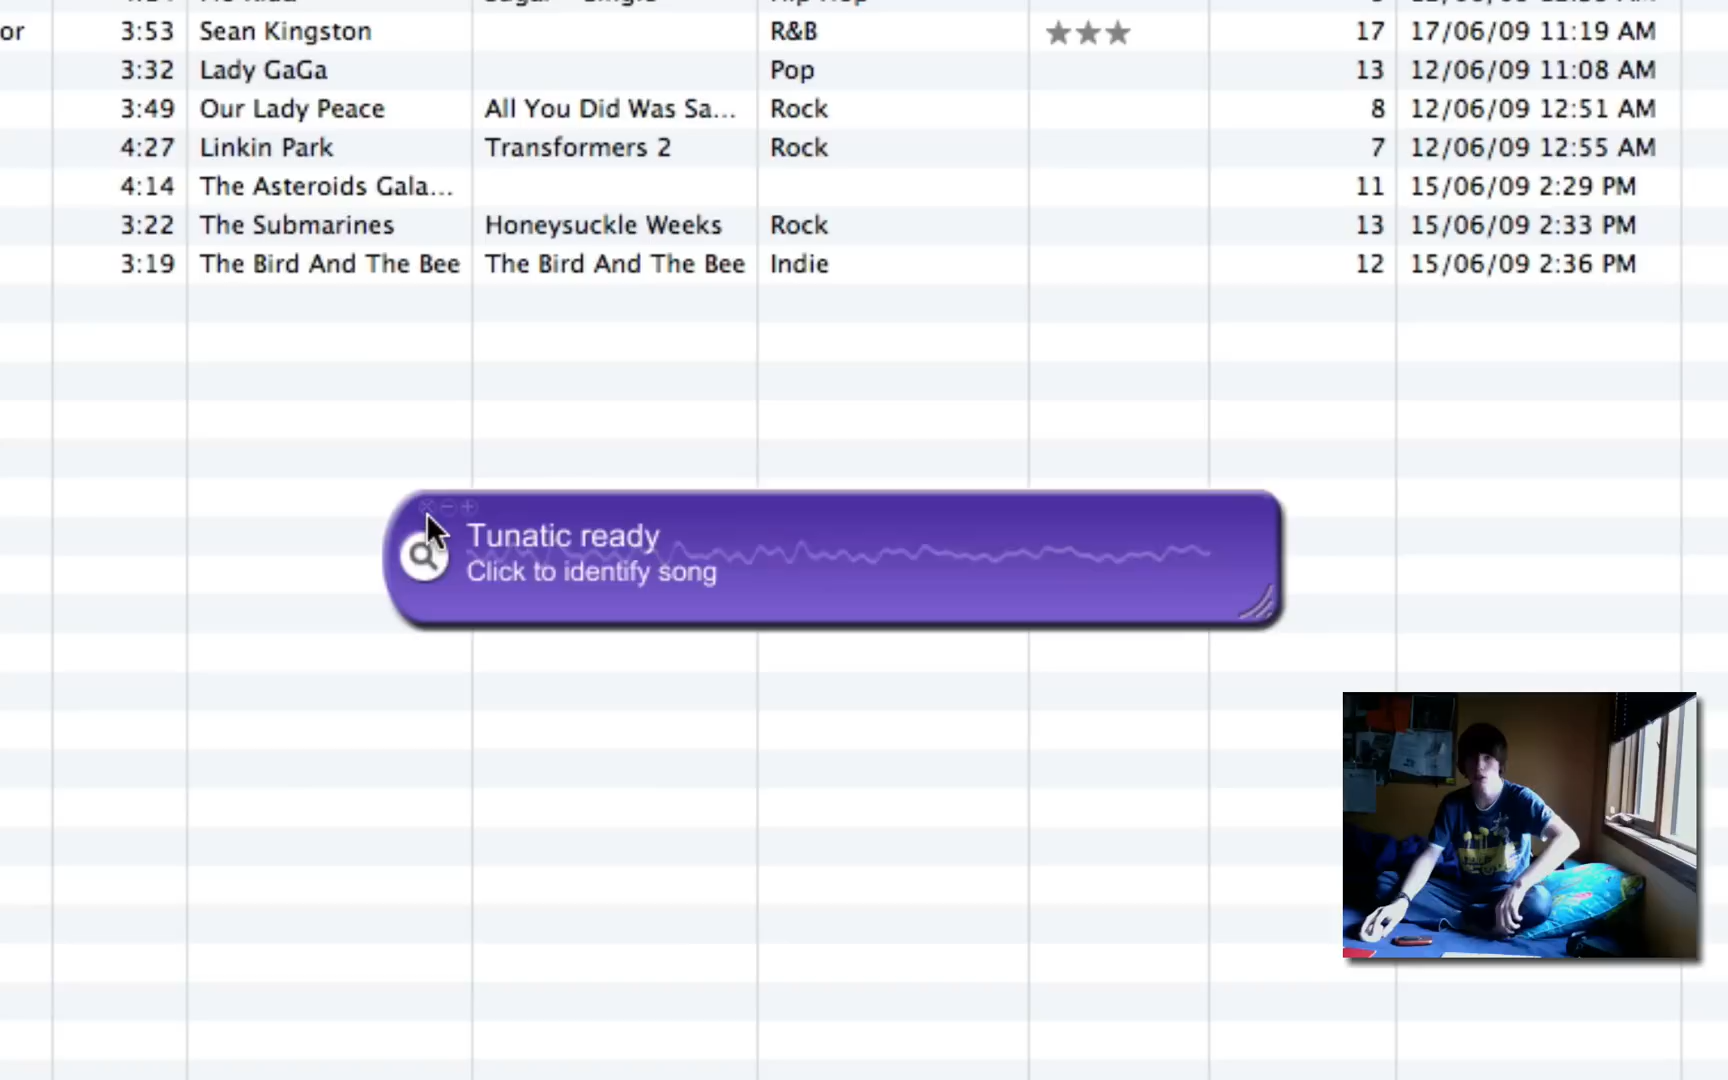 or 3:53 Sean Kingston R&B ★★★ 17 17/06/09 11:19 AM
3:32 Lady GaGa Pop 13 12/06/09 11:08 AM
3:49 Our Lady Peace All You Did Was Sa... Rock 8 12/06/09 12:51 AM
4:27 Linkin Park Transformers 2 Rock 7 12/06/09 12:55 AM
4:14 The Asteroids Gala... 11 15/06/09 2:29 PM
3:22 The Submarines Honeysuckle Weeks Rock 13 15/06/09 2:33 PM
3:19 The Bird And The Bee The Bird And The Bee Indie 12 15/06/09 2:36 PM
Tunatic ready
Click to identify song